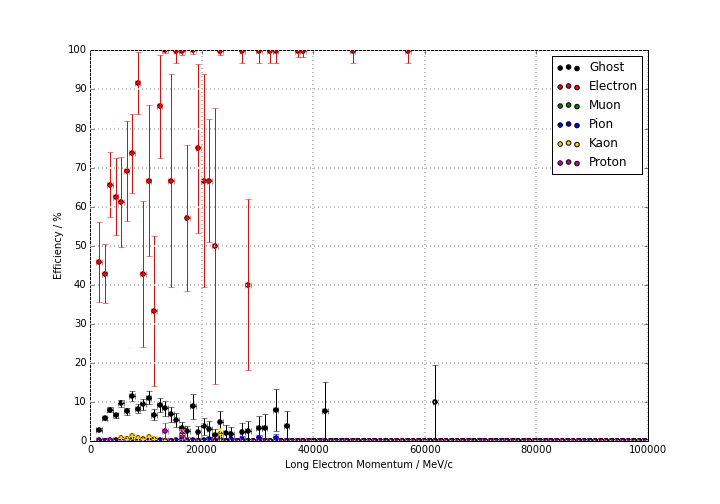 100
90
80
70
60
50
40
30
20
10
0
Efficiency / %
0 20000 40000 60000 80000 100000
Long Electron Momentum / MeV/c
Ghost
Electron
Muon
Pion
Kaon
Proton